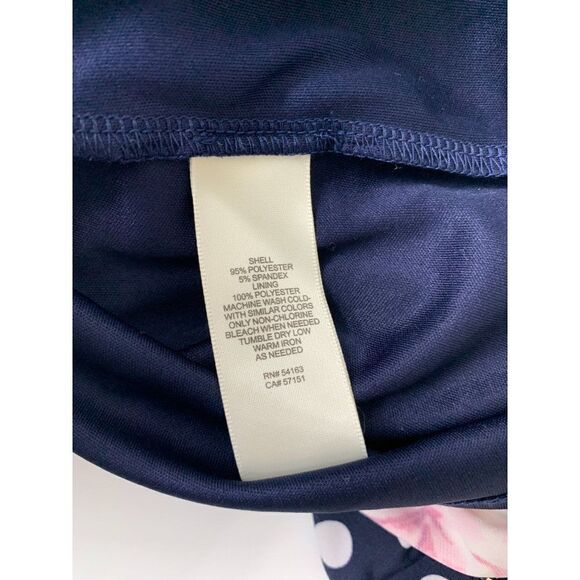 SHELL
95% POLYESTER
5% SPANDEX
LINING
100% POLYESTER
MACHINE WASH COLD-
WITH SIMILAR COLORS
ONLY NON-CHLORINE
BLEACH WHEN NEEDED
TUMBLE DRY LOW
WARM IRON
AS NEEDED
RN# 54163
CA# 57151